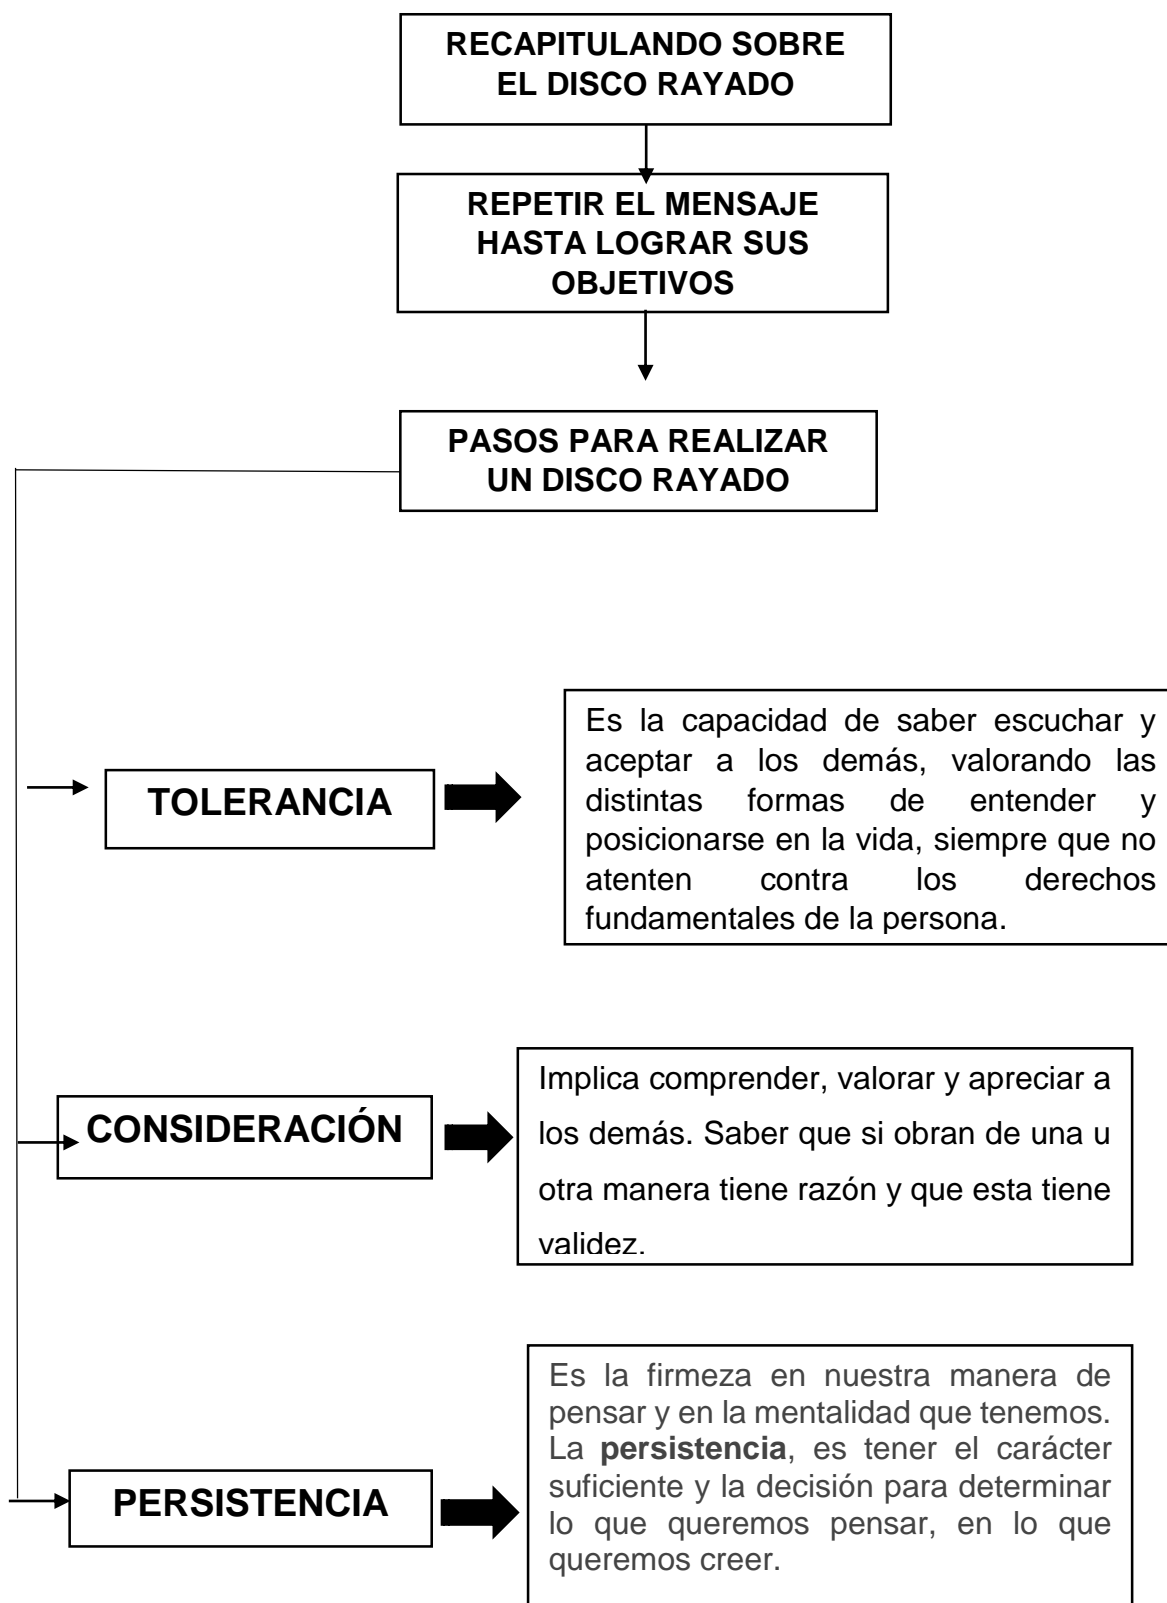 RECAPITULANDO SOBRE
EL DISCO RAYADO
REPETIR EL MENSAJE
HASTA LOGRAR SUS
OBJETIVOS
PASOS PARA REALIZAR
UN DISCO RAYADO
TOLERANCIA
Es la capacidad de saber escuchar y
aceptar a los demás, valorando las
distintas formas de entender y
posicionarse en la vida, siempre que no
atenten contra los derechos
fundamentales de la persona.
CONSIDERACIÓN
Implica comprender, valorar y apreciar a
los demás. Saber que si obran de una u
otra manera tiene razón y que esta tiene
validez.
PERSISTENCIA
Es la firmeza en nuestra manera de
pensar y en la mentalidad que tenemos.
La persistencia, es tener el carácter
suficiente y la decisión para determinar
lo que queremos pensar, en lo que
queremos creer.